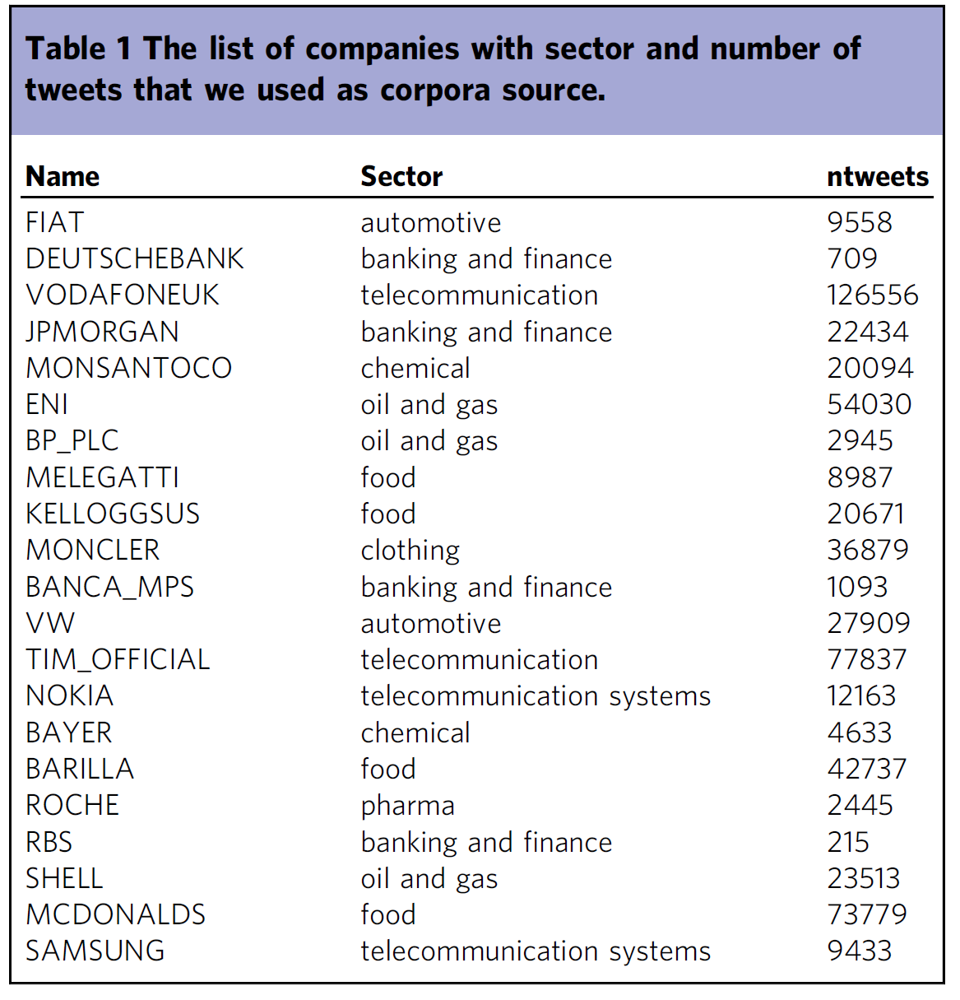 Table 1 The list of companies with sector and number of
tweets that we used as corpora source.
Name Sector ntweets
FIAT automotive 9558
DEUTSCHEBANK banking and finance 709
VODAFONEUK telecommunication 126556
JPMORGAN banking and finance 22434
MONSANTOCO chemical 20094
ENI oil and gas 54030
BP_PLC oil and gas 2945
MELEGATTI food 8987
KELLOGGSUS food 20671
MONCLER clothing 36879
BANCA_MPS banking and finance 1093
VW automotive 27909
TIM_OFFICIAL telecommunication 77837
NOKIA telecommunication systems 12163
BAYER chemical 4633
BARILLA food 42737
ROCHE pharma 2445
RBS banking and finance 215
SHELL oil and gas 23513
MCDONALDS food 73779
SAMSUNG telecommunication systems 9433